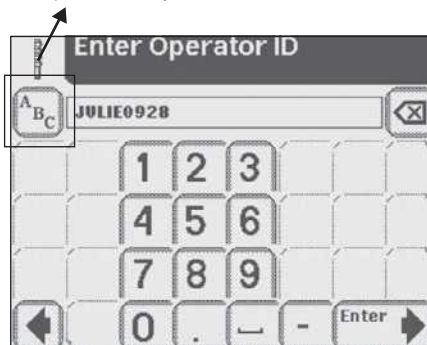 Enter Operator ID
ABC
JULIE0928
1 2 3
4 5 6
7 8 9
0 . - Enter